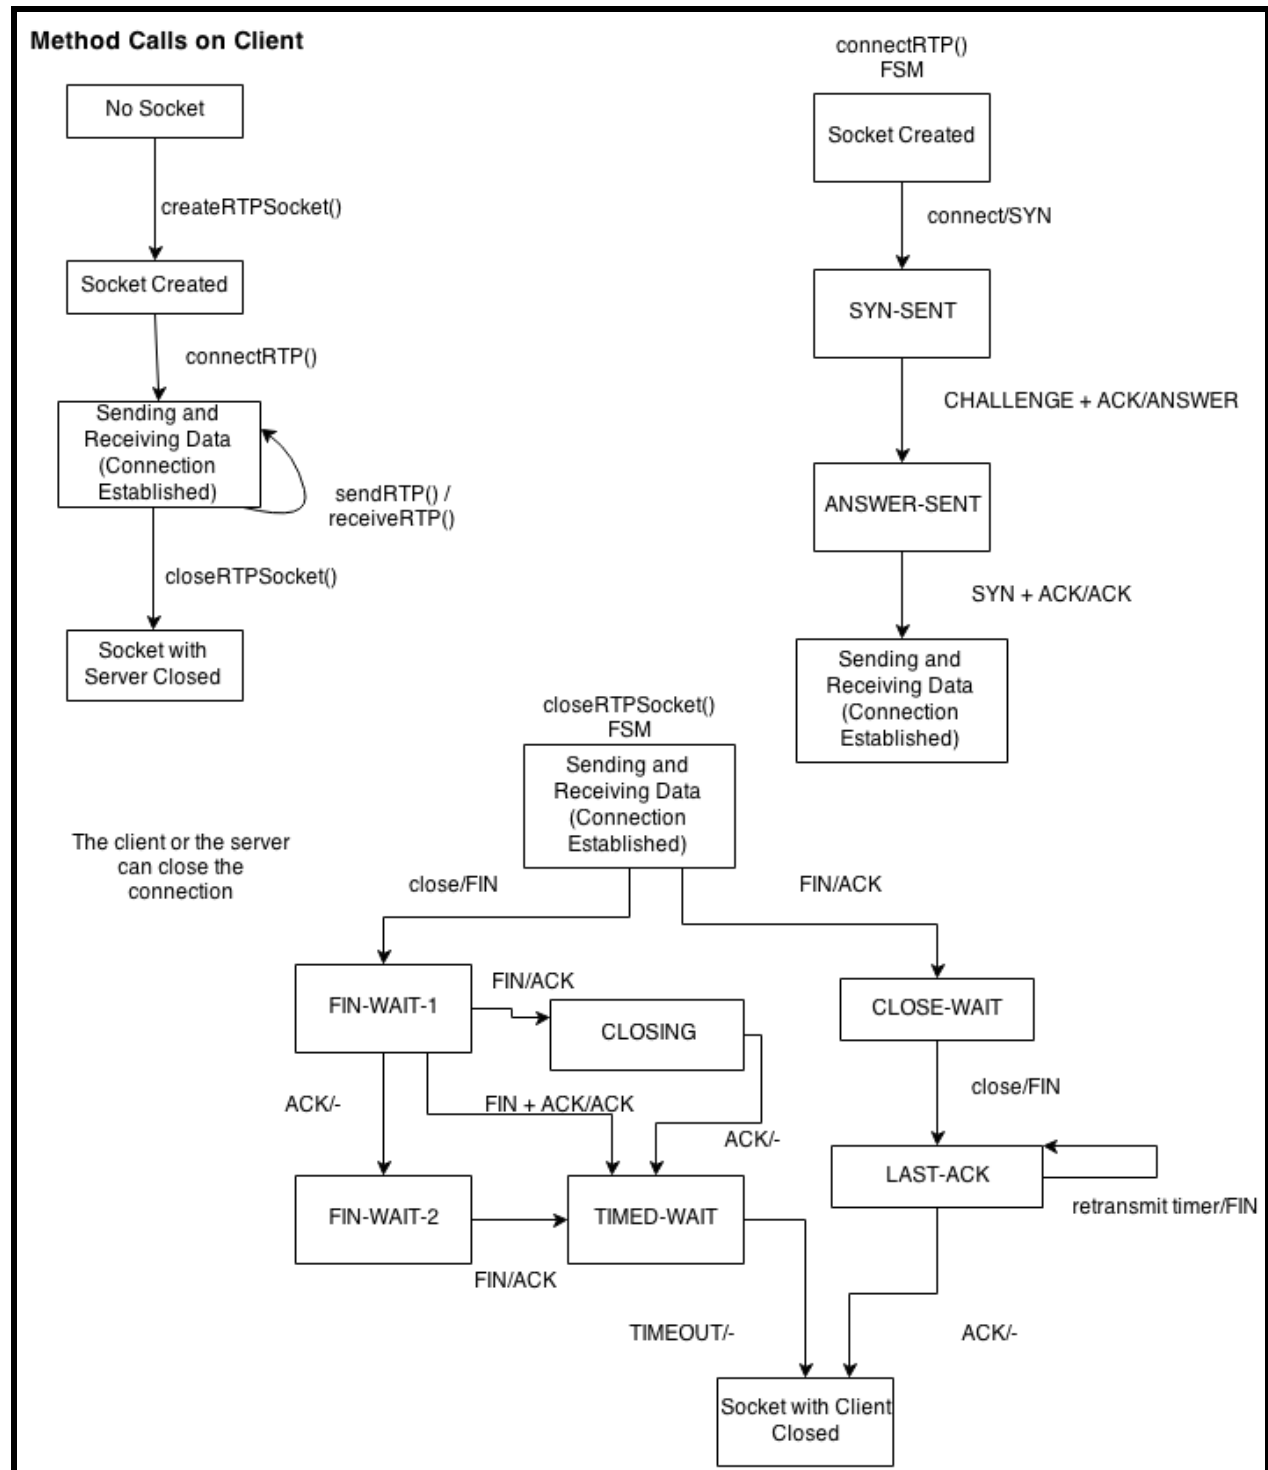 Method Calls on Client
No Socket
createRTPSocket()
Socket Created
connectRTP()
Sending and
Receiving Data
(Connection
Established)
sendRTP() /
receiveRTP()
closeRTPSocket()
Socket with
Server Closed
connectRTP()
FSM
Socket Created
connect/SYN
SYN-SENT
CHALLENGE + ACK/ANSWER
ANSWER-SENT
SYN + ACK/ACK
Sending and
Receiving Data
(Connection
Established)
The client or the server
can close the
connection
closeRTPSocket()
FSM
Sending and
Receiving Data
(Connection
Established)
close/FIN
FIN/ACK
FIN-WAIT-1
FIN/ACK
CLOSING
CLOSE-WAIT
close/FIN
ACK/-
FIN + ACK/ACK
ACK/-
LAST-ACK
retransmit timer/FIN
FIN-WAIT-2
TIMED-WAIT
FIN/ACK
TIMEOUT/-
ACK/-
Socket with Client
Closed